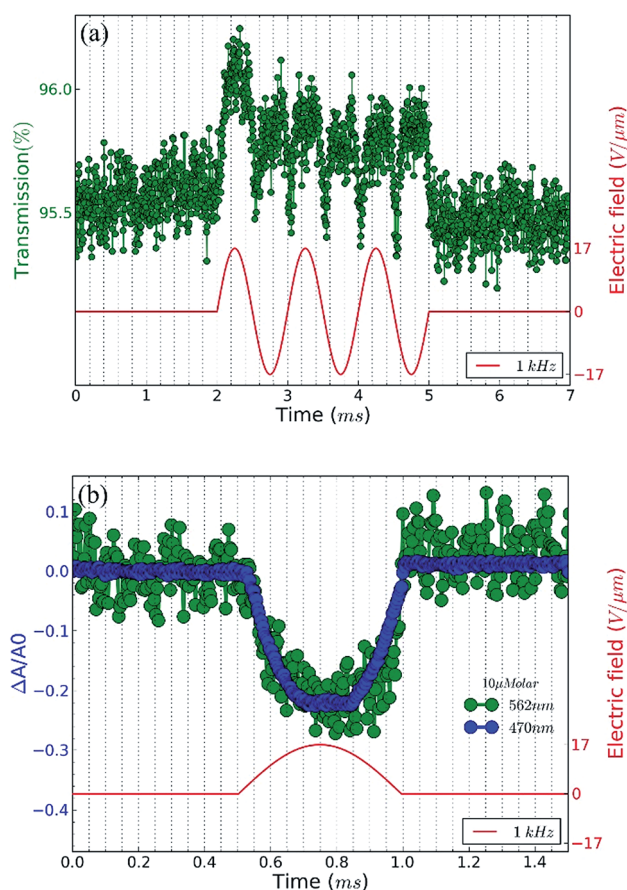 (a)
Transmission(%)
96.0
95.5
Electric field (V/μm)
17
0
−17
1 kHz
0 1 2 3 4 5 6 7
Time (ms)
(b)
ΔA/A0
0.1
0.0
−0.1
−0.2
−0.3
−0.4
Electric field (V/μm)
17
0
−17
10μMolar
562nm
470nm
1 kHz
0.0 0.2 0.4 0.6 0.8 1.0 1.2 1.4
Time (ms)